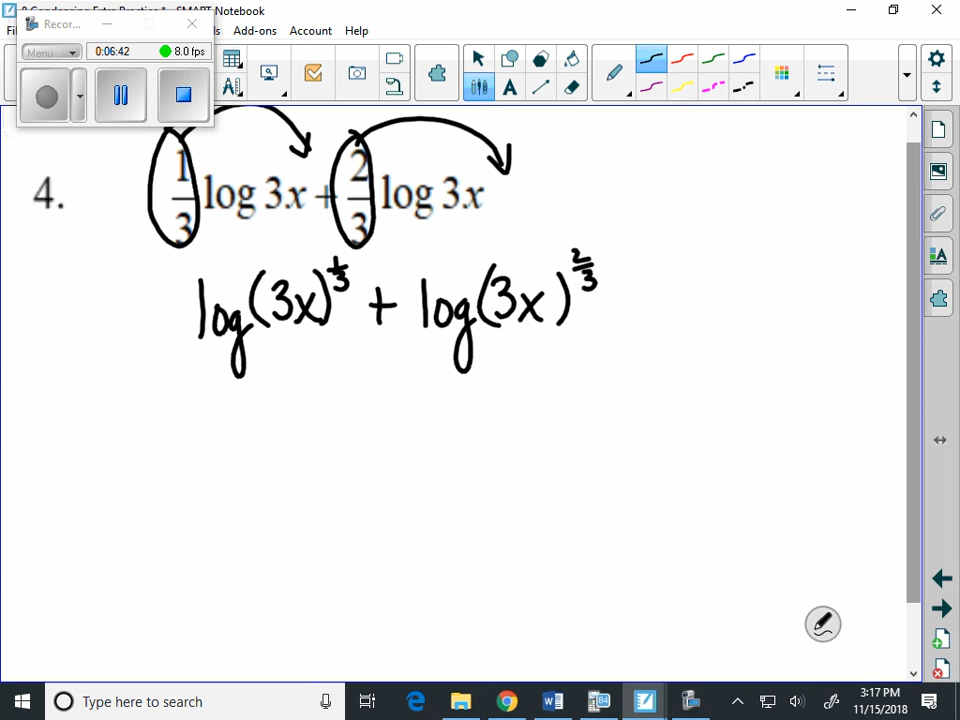 Recor...
Menu
0:06:42
8.0 fps
SMART Notebook
Add-ons Account Help
4. 1/3 log 3x + 2/3 log 3x
log(3x)^1/3 + log(3x)^2/3
Type here to search
3:17 PM
11/15/2018